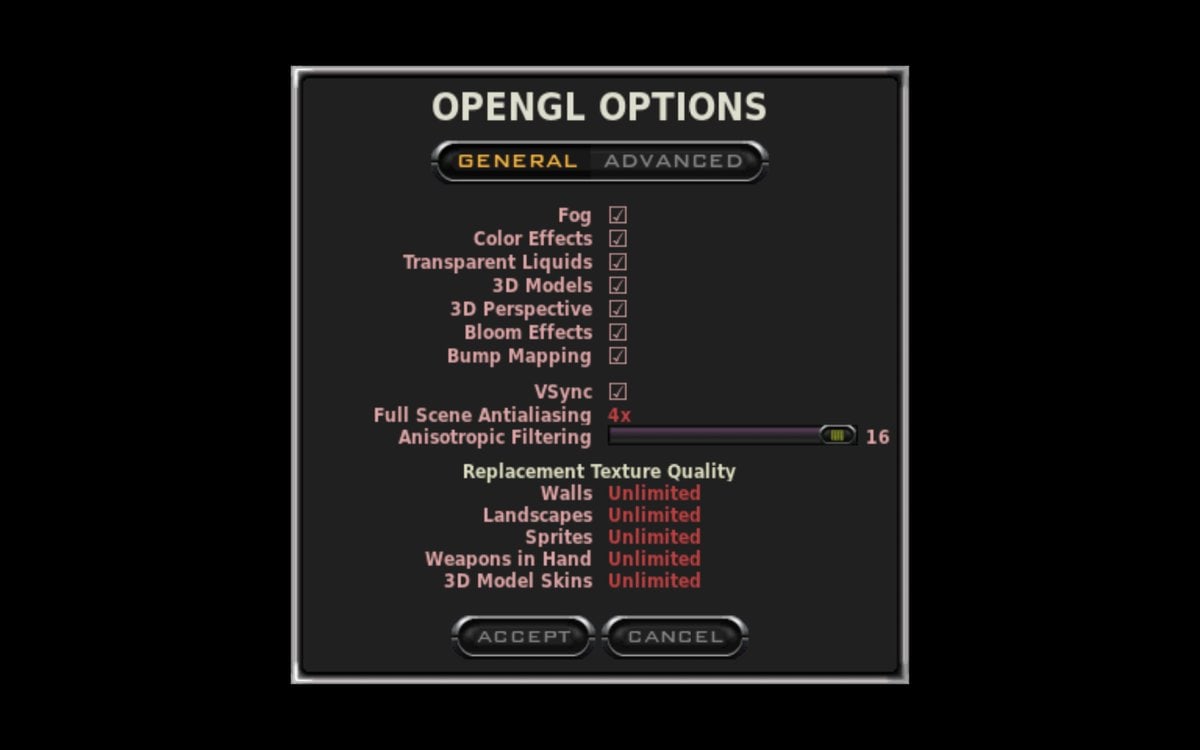 OPENGL OPTIONS
GENERAL ADVANCED
Fog ☑
Color Effects ☑
Transparent Liquids ☑
3D Models ☑
3D Perspective ☑
Bloom Effects ☑
Bump Mapping ☑
VSync ☑
Full Scene Antialiasing 4x
Anisotropic Filtering 16
Replacement Texture Quality
Walls Unlimited
Landscapes Unlimited
Sprites Unlimited
Weapons in Hand Unlimited
3D Model Skins Unlimited
ACCEPT CANCEL